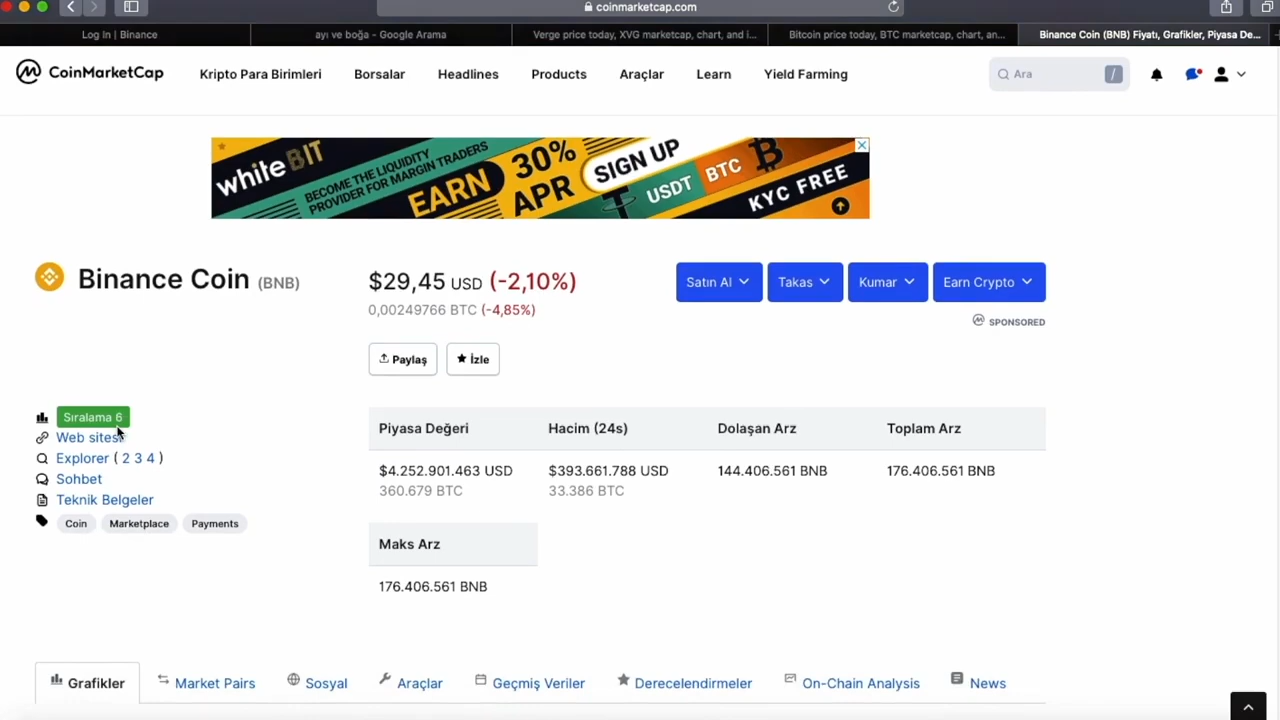 coinmarketcap.com
Log In | Binance
ayı ve boğa - Google Arama
Verge price today, XVG marketcap, chart, and i...
Bitcoin price today, BTC marketcap, chart, an...
Binance Coin (BNB) Fiyatı, Grafikler, Piyasa De...
CoinMarketCap
Kripto Para Birimleri
Borsalar
Headlines
Products
Araçlar
Learn
Yield Farming
Ara
/
whiteBIT
BECOME THE LIQUIDITY
PROVIDER FOR MARGIN TRADERS
EARN
30%
APR
SIGN UP
USDT
BTC
KYC FREE
Binance Coin (BNB)
$29,45 USD (-2,10%)
0,00249766 BTC (-4,85%)
Satın Al
Takas
Kumar
Earn Crypto
SPONSORED
Paylaş
İzle
Sıralama 6
Web sitesi
Explorer ( 2 3 4 )
Sohbet
Teknik Belgeler
Coin
Marketplace
Payments
Piyasa Değeri
Hacim (24s)
Dolaşan Arz
Toplam Arz
$4.252.901.463 USD
$393.661.788 USD
144.406.561 BNB
176.406.561 BNB
360.679 BTC
33.386 BTC
Maks Arz
176.406.561 BNB
Grafikler
Market Pairs
Sosyal
Araçlar
Geçmiş Veriler
Derecelendirmeler
On-Chain Analysis
News